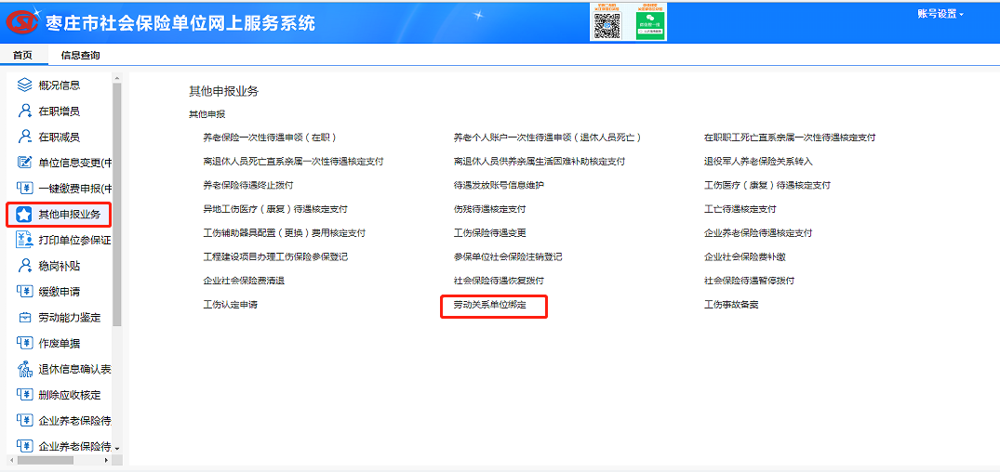 枣庄市社会保险单位网上服务系统
账号设置
首页
信息查询
概况信息
在职增员
在职减员
单位信息变更(中
一键缴费申报(中
其他申报业务
打印单位参保证
稳岗补贴
缓缴申请
劳动能力鉴定
作废单据
退休信息确认表
删除应收核定
企业养老保险待
企业养老保险待
其他申报业务
其他申报
养老保险一次性待遇申领（在职）
养老个人账户一次性待遇申领（退休人员死亡）
在职职工死亡直系亲属一次性待遇核定支付
离退休人员死亡直系亲属一次性待遇核定支付
离退休人员供养亲属生活困难补助核定支付
退役军人养老保险关系转入
养老保险待遇终止拨付
待遇发放账号信息维护
工伤医疗（康复）待遇核定支付
异地工伤医疗（康复）待遇核定支付
伤残待遇核定支付
工亡待遇核定支付
工伤辅助器具配置（更换）费用核定支付
工伤保险待遇变更
企业养老保险待遇核定支付
工程建设项目办理工伤保险参保登记
参保单位社会保险注销登记
企业社会保险费补缴
企业社会保险费清退
社会保险待遇恢复拨付
社会保险待遇暂停拨付
工伤认定申请
劳动关系单位绑定
工伤事故备案